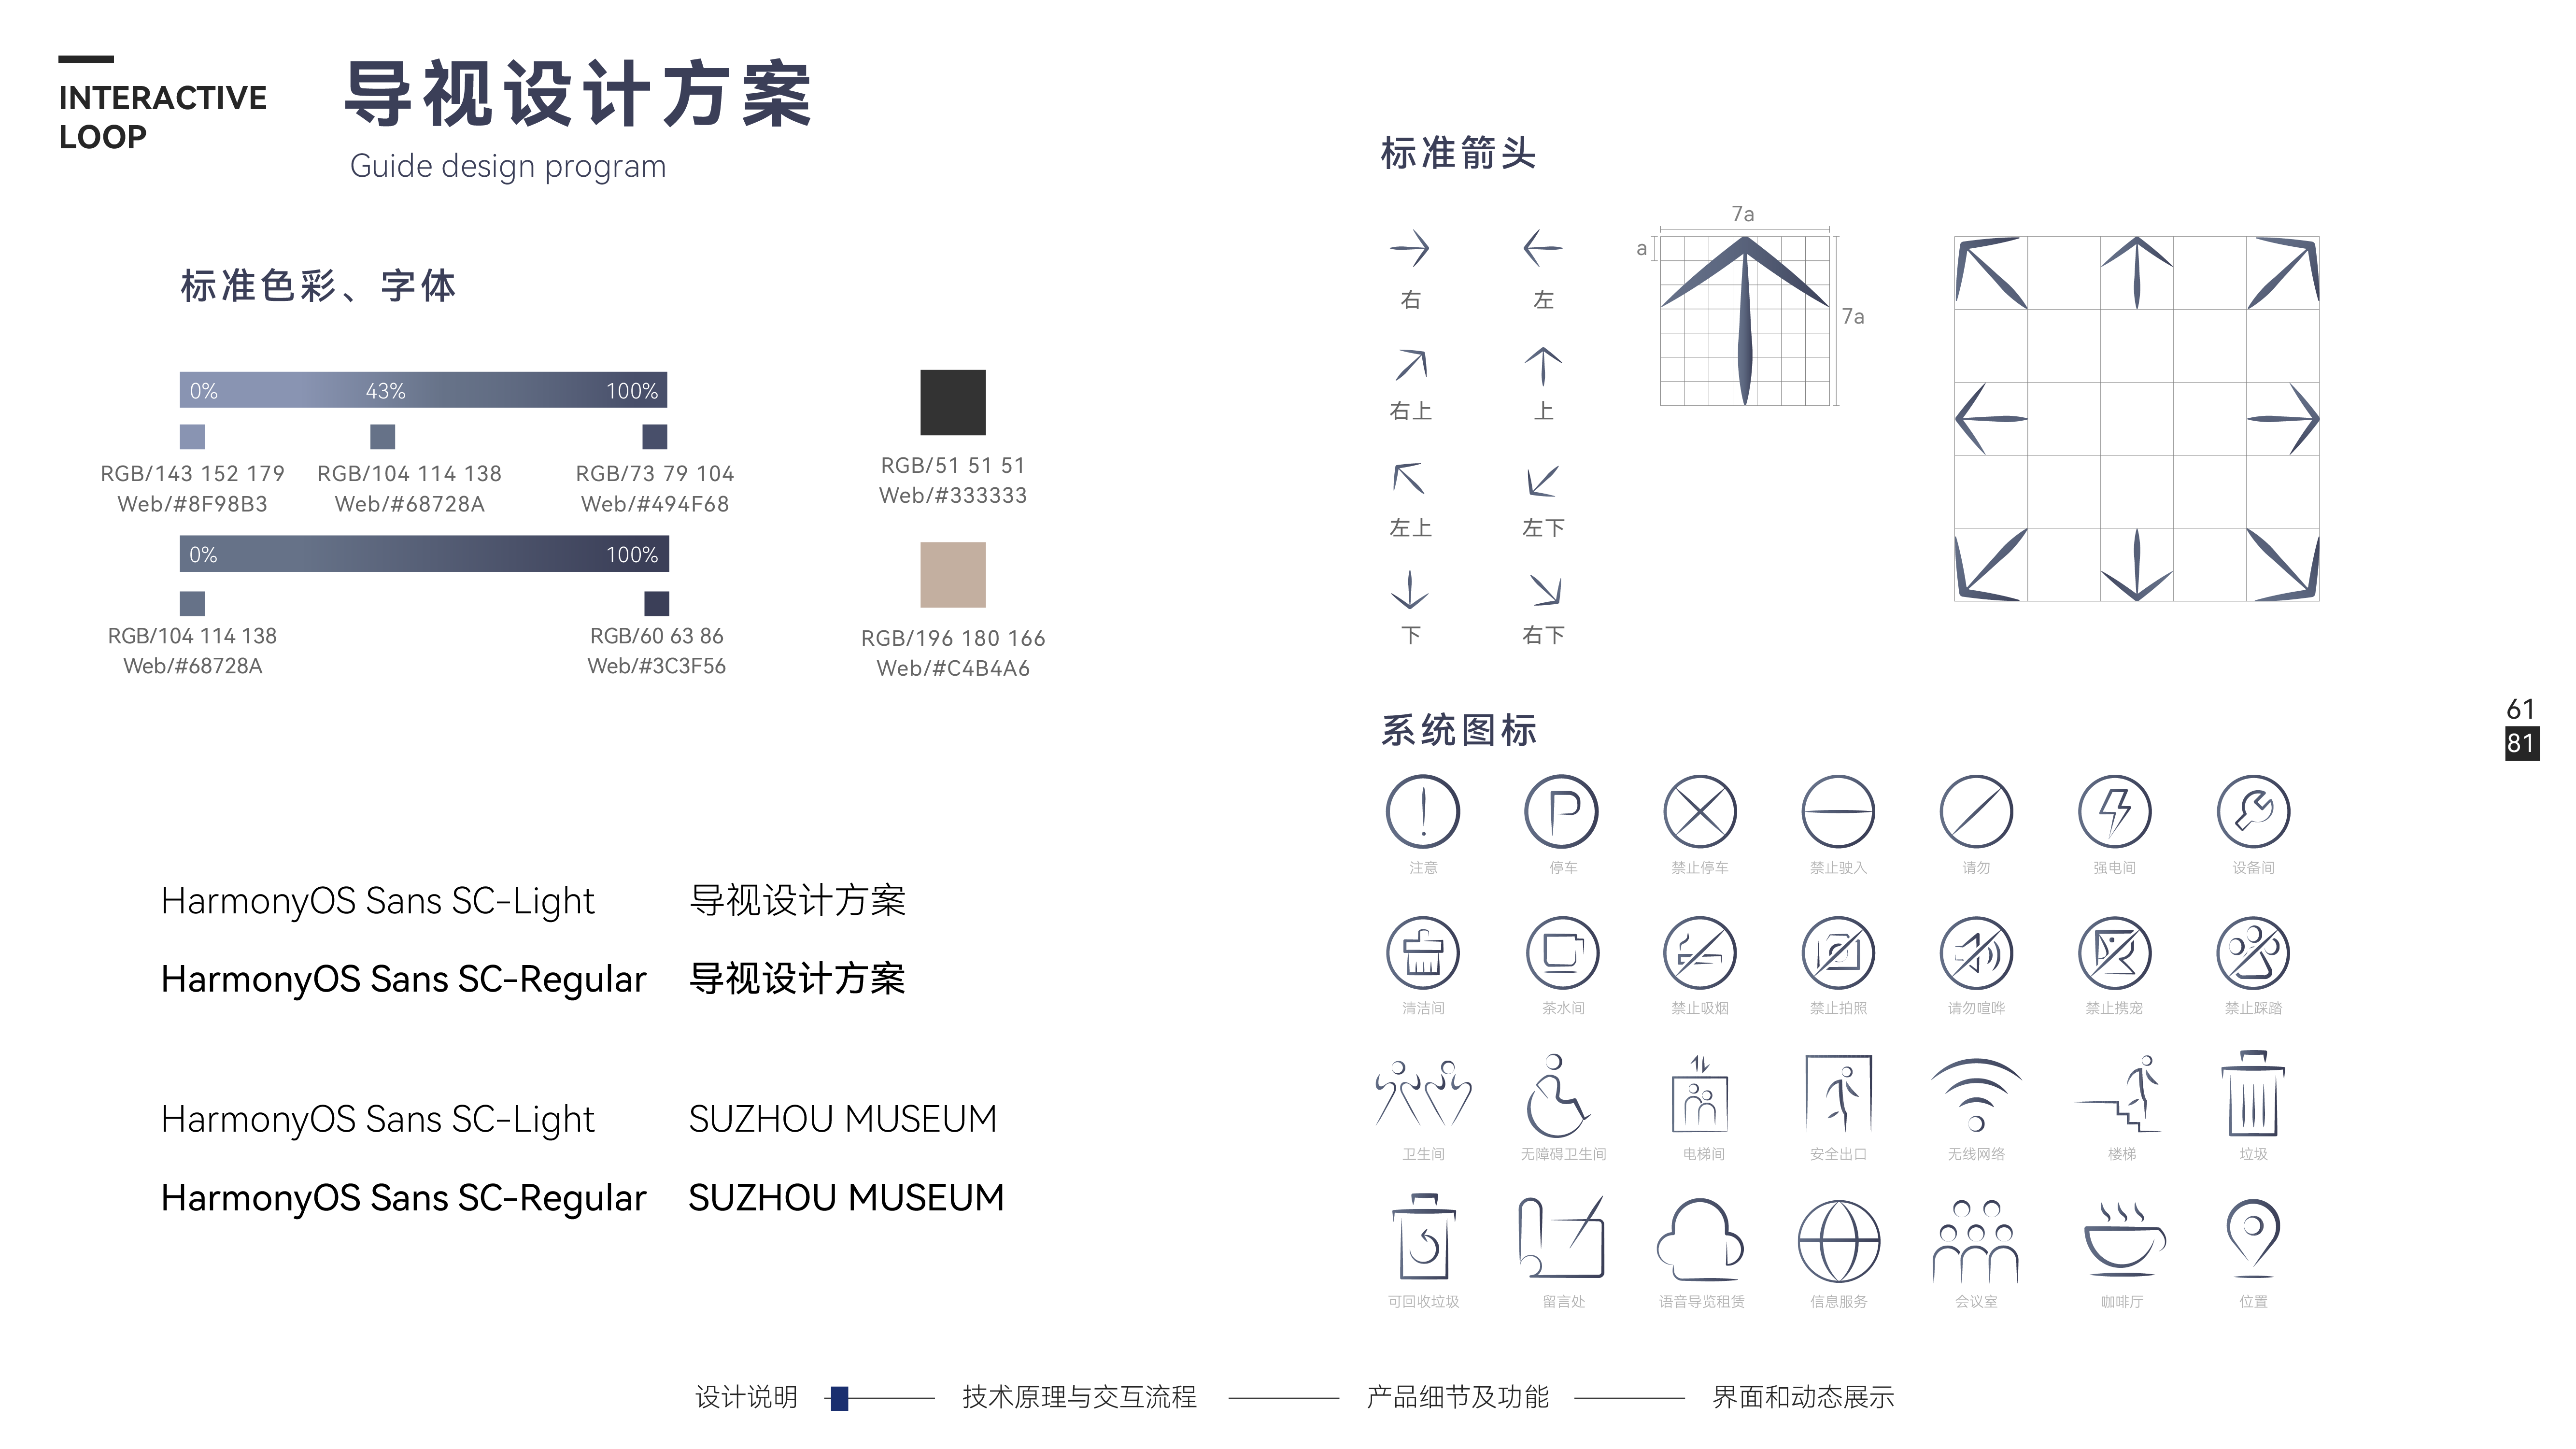 INTERACTIVE
LOOP
导视设计方案
Guide design program
标准色彩、字体
0% 43% 100%
RGB/143 152 179 RGB/104 114 138 RGB/73 79 104
Web/#8F98B3 Web/#68728A Web/#494F68
0% 100%
RGB/104 114 138 RGB/60 63 86
Web/#68728A Web/#3C3F56
RGB/51 51 51
Web/#333333
RGB/196 180 166
Web/#C4B4A6
HarmonyOS Sans SC-Light 导视设计方案
HarmonyOS Sans SC-Regular 导视设计方案
HarmonyOS Sans SC-Light SUZHOU MUSEUM
HarmonyOS Sans SC-Regular SUZHOU MUSEUM
标准箭头
右 左
右上 上
左上 左下
下 右下
7a
a
7a
系统图标
P
注意 停车 禁止停车 禁止驶入 请勿 强电间 设备间
清洁间 茶水间 禁止吸烟 禁止拍照 请勿喧哗 禁止携宠 禁止踩踏
卫生间 无障碍卫生间 电梯间 安全出口 无线网络 楼梯 垃圾
可回收垃圾 留言处 语音导览租赁 信息服务 会议室 咖啡厅 位置
61
81
设计说明 技术原理与交互流程 产品细节及功能 界面和动态展示